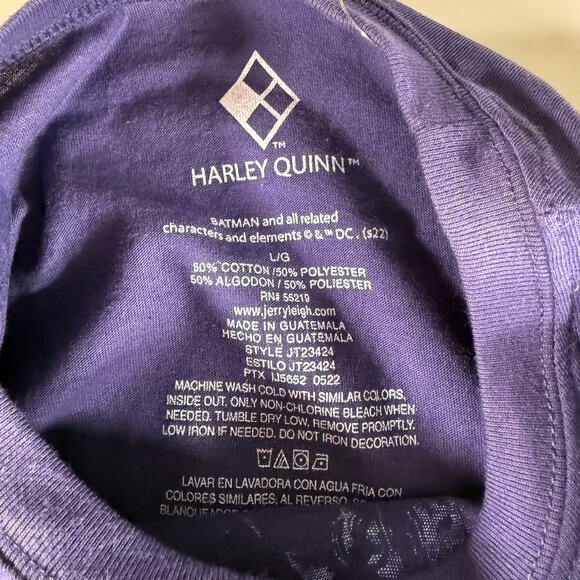 ™
HARLEY QUINN™
BATMAN and all related
characters and elements © & ™ DC. (s22)
L/G
50% COTTON / 50% POLYESTER
50% ALGODON / 50% POLIESTER
RN# 55219
www.jerryleigh.com
MADE IN GUATEMALA
HECHO EN GUATEMALA
STYLE JT23424
ESTILO JT23424
PTX IJ5652 0522
MACHINE WASH COLD WITH SIMILAR COLORS,
INSIDE OUT. ONLY NON-CHLORINE BLEACH WHEN
NEEDED. TUMBLE DRY LOW, REMOVE PROMPTLY.
LOW IRON IF NEEDED. DO NOT IRON DECORATION.
LAVAR EN LAVADORA CON AGUA FRIA CON
COLORES SIMILARES, AL REVERSO.